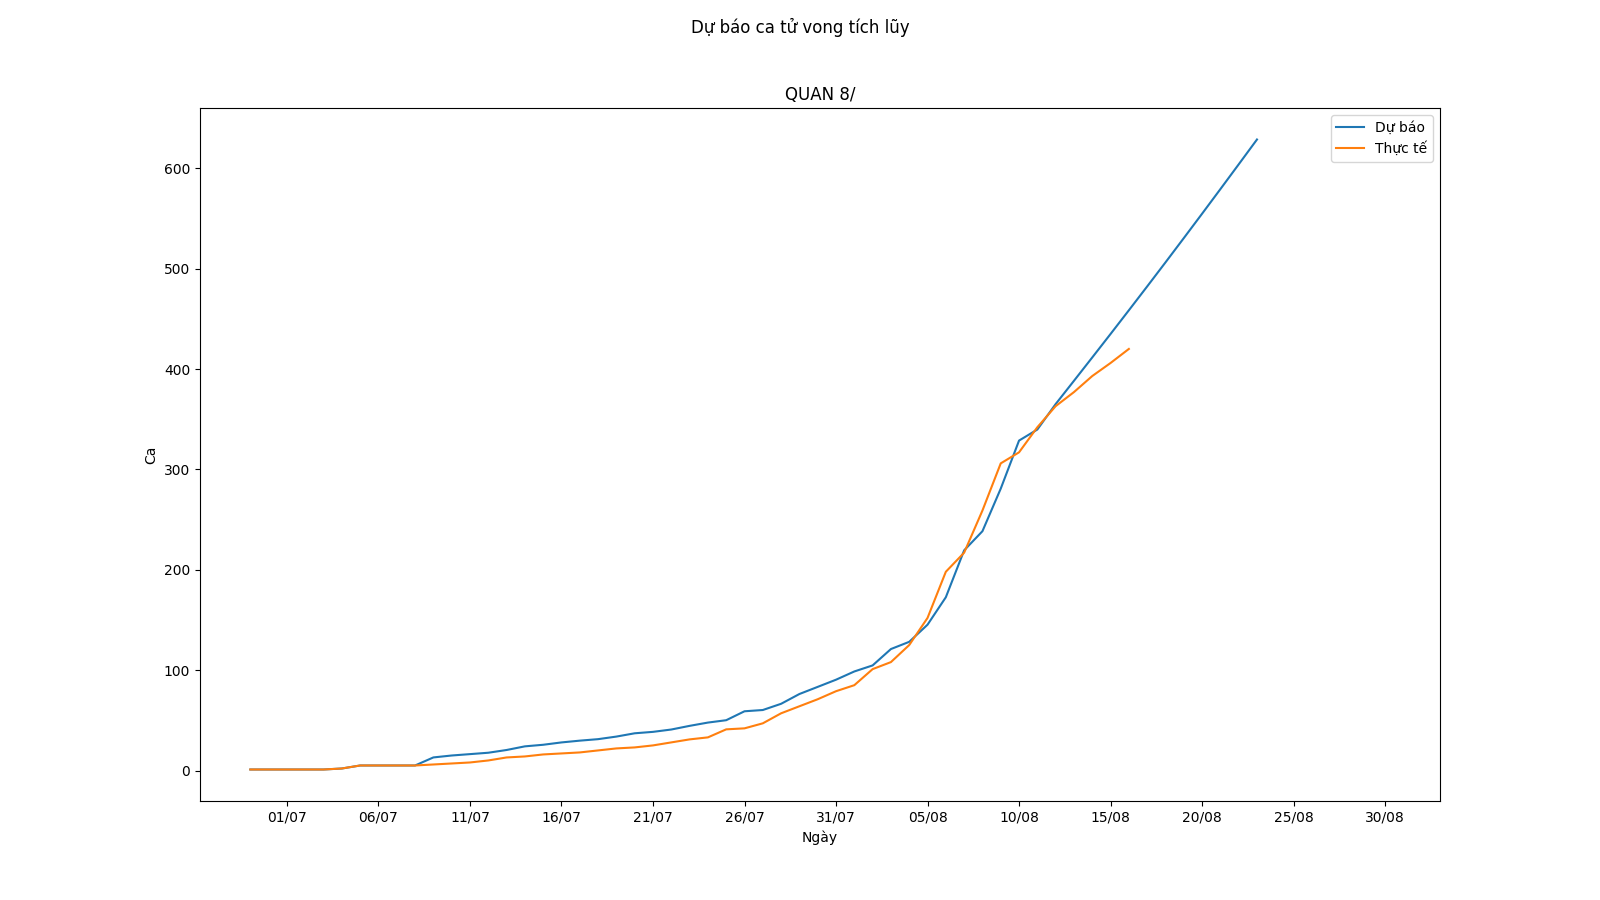 Dự báo ca tử vong tích lũy
QUAN 8/
Dự báo
Thực tế
600
500
400
300
200
100
0
Ca
01/07 06/07 11/07 16/07 21/07 26/07 31/07 05/08 10/08 15/08 20/08 25/08 30/08
Ngày